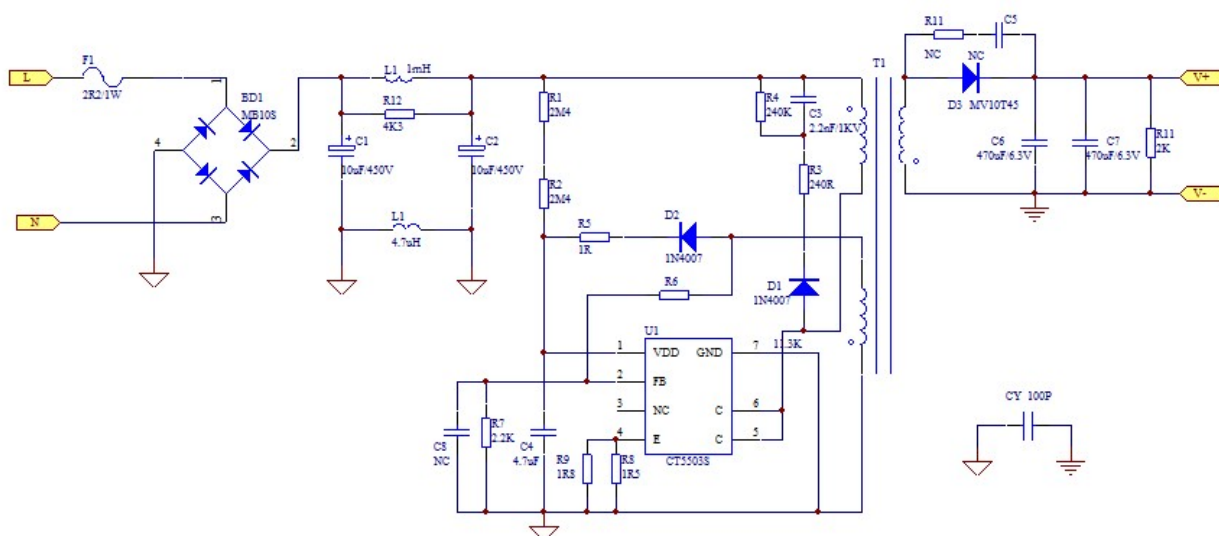 L
F1
2R2/1W
1
BD1
MB10S
4
2
3
N
L1 1mH
R12
4K3
+
C1
10uF/450V
+
C2
10uF/450V
L1
4.7uH
R1
2M4
R2
2M4
R5
1R
D2
1N4007
R6
R4
240K
C3
2.2nF/1KV
R3
240R
D1
1N4007
11.3K
T1
R11
NC
C5
NC
D3 MV10T45
C6
470uF/6.3V
C7
470uF/6.3V
R11
2K
V+
V-
U1
1 VDD GND 7
2 FB
3 NC C 6
4 E C 5
CT5503S
C8
NC
R7
2.2K
C4
4.7uF
R9
1R8
R8
1R5
CY 100P